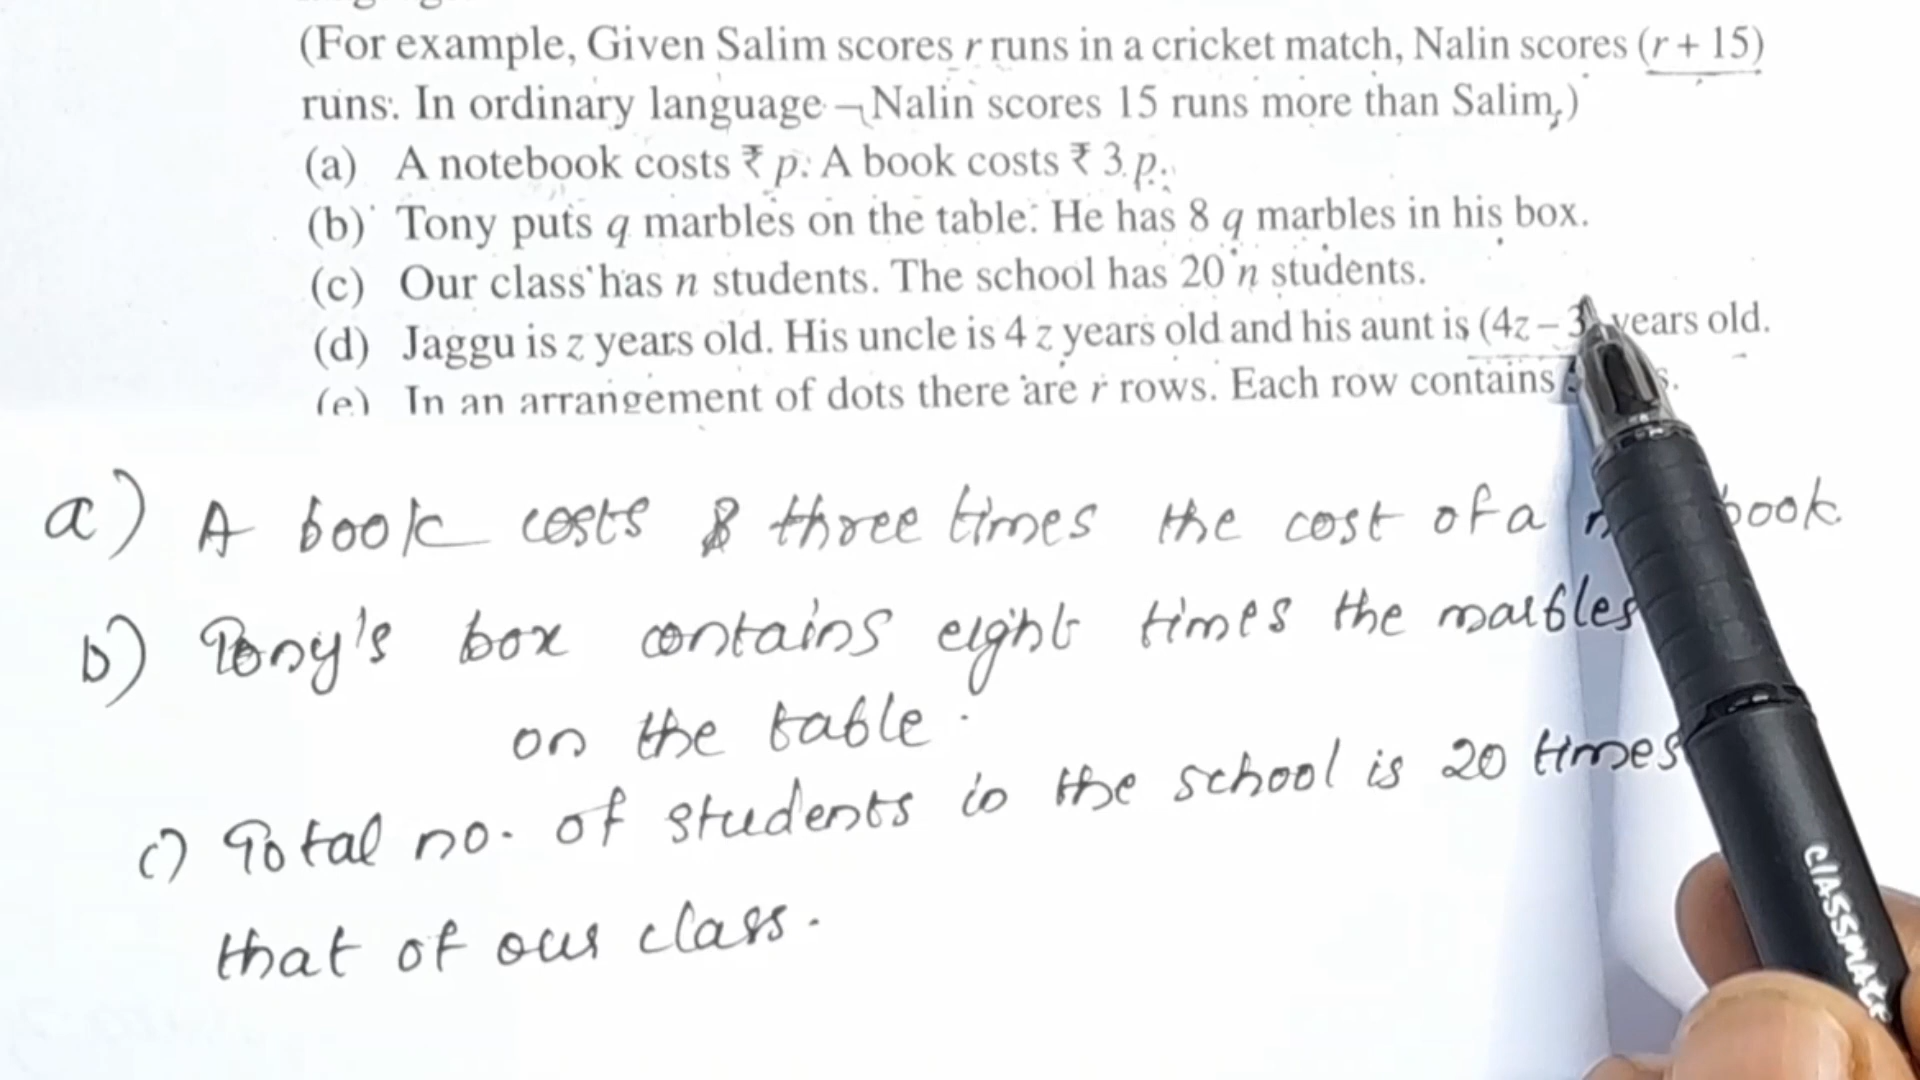 (For example, Given Salim scores r runs in a cricket match, Nalin scores (r + 15)
runs. In ordinary language – Nalin scores 15 runs more than Salim.)
(a) A notebook costs ₹ p. A book costs ₹ 3 p.
(b) Tony puts q marbles on the table. He has 8 q marbles in his box.
(c) Our class has n students. The school has 20 n students.
(d) Jaggu is z years old. His uncle is 4 z years old and his aunt is (4z – 3 years old.
(e) In an arrangement of dots there are r rows. Each row contains
a) A book costs three times the cost of a book
b) Tony's box contains eight times the marbles
on the table.
c) Total no. of students in the school is 20 times
that of our class.
CLASSMATE